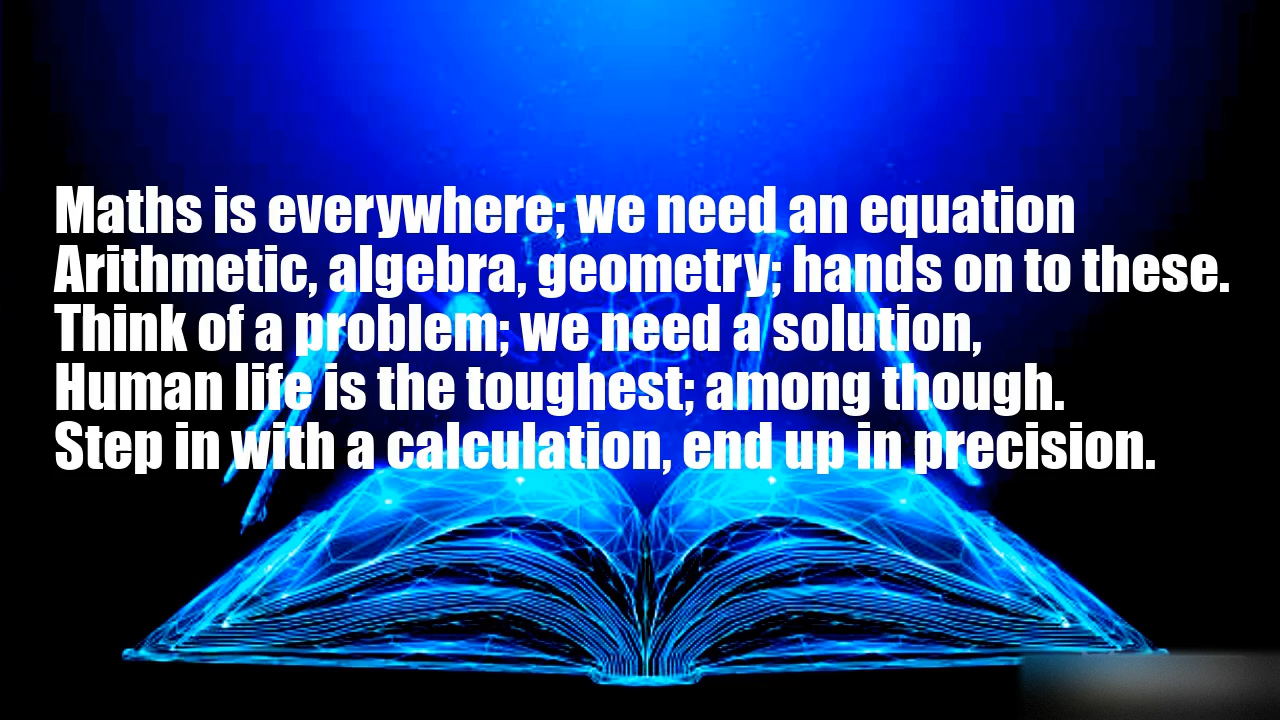 Maths is everywhere; we need an equation
Arithmetic, algebra, geometry; hands on to these.
Think of a problem; we need a solution,
Human life is the toughest; among though.
Step in with a calculation, end up in precision.